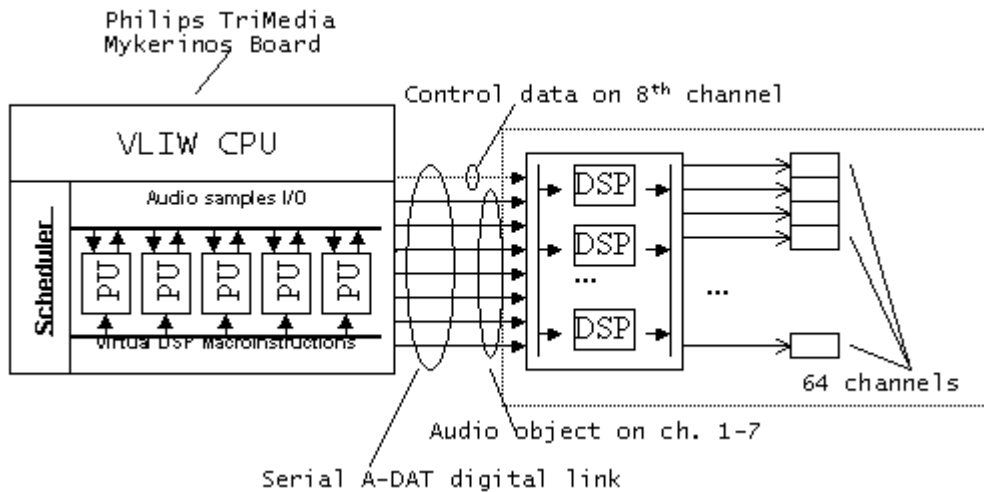 Philips TriMedia
Mykerinos Board
Control data on 8th channel
VLIW CPU
Audio samples I/O
Scheduler
PU PU PU PU PU
Virtual DSP Macroinstructions
DSP
DSP
...
DSP
...
64 channels
Audio object on ch. 1-7
Serial A-DAT digital link